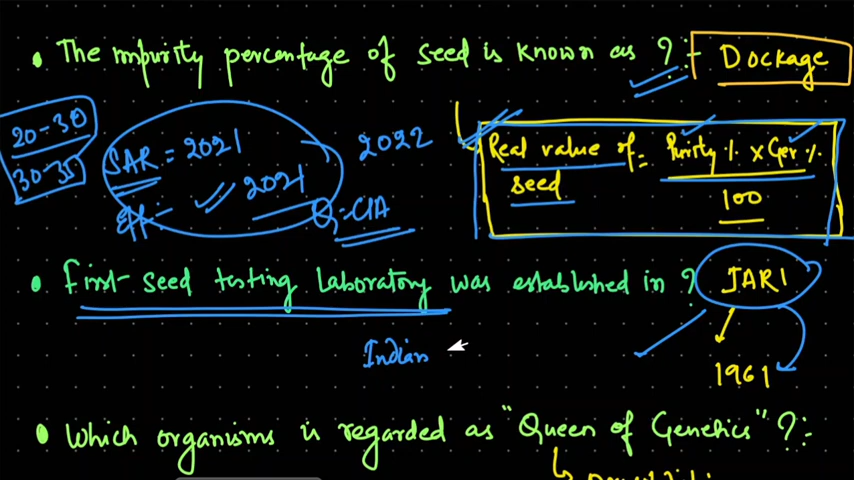 • The impurity percentage of seed is known as ? :- Dockage
20-30
30-35
SAR = 2021
2022
Eff = 2021
Q = CIA
Real value of seed = Purity % x Ger %
100
• First seed testing laboratory was established in ? IARI
1961
Indian
• Which organisms is regarded as "Queen of Genetics" ? :-